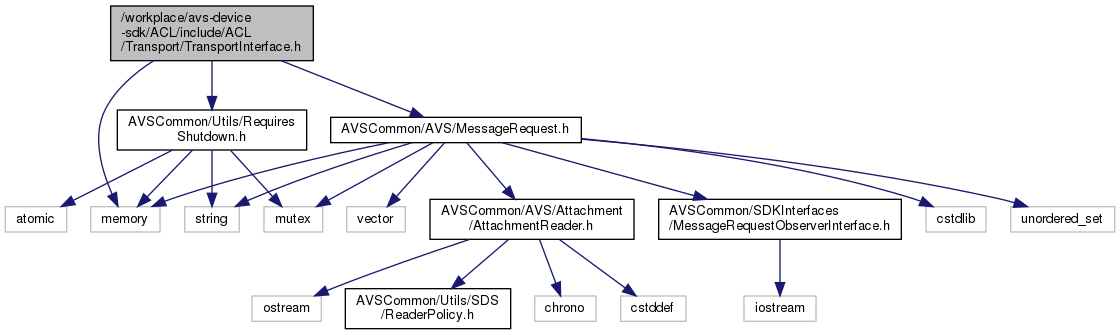 /workplace/avs-device
-sdk/ACL/include/ACL
/Transport/TransportInterface.h
AVSCommon/Utils/Requires
Shutdown.h
AVSCommon/AVS/MessageRequest.h
atomic
memory
string
mutex
vector
AVSCommon/AVS/Attachment
/AttachmentReader.h
AVSCommon/SDKInterfaces
/MessageRequestObserverInterface.h
cstdlib
unordered_set
ostream
AVSCommon/Utils/SDS
/ReaderPolicy.h
chrono
cstddef
iostream